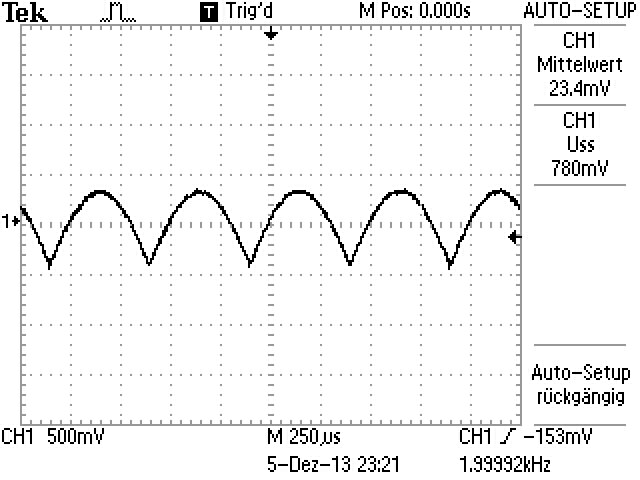 Tek T Trig'd M Pos: 0.000s AUTO-SETUP
CH1
Mittelwert
23.4mV
CH1
Uss
780mV
1
Auto-Setup
rückgängig
CH1 500mV M 250µs CH1 -153mV
5-Dez-13 23:21 1.99992kHz